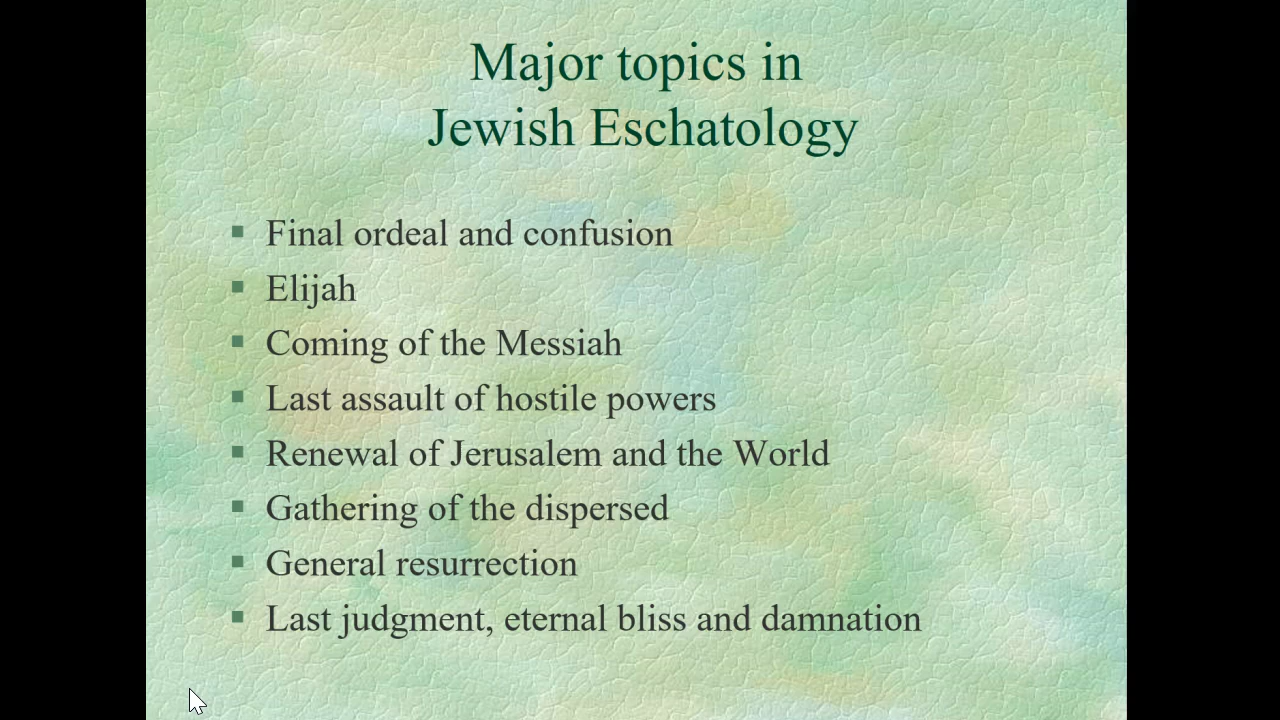 Major topics in
Jewish Eschatology
Final ordeal and confusion
Elijah
Coming of the Messiah
Last assault of hostile powers
Renewal of Jerusalem and the World
Gathering of the dispersed
General resurrection
Last judgment, eternal bliss and damnation